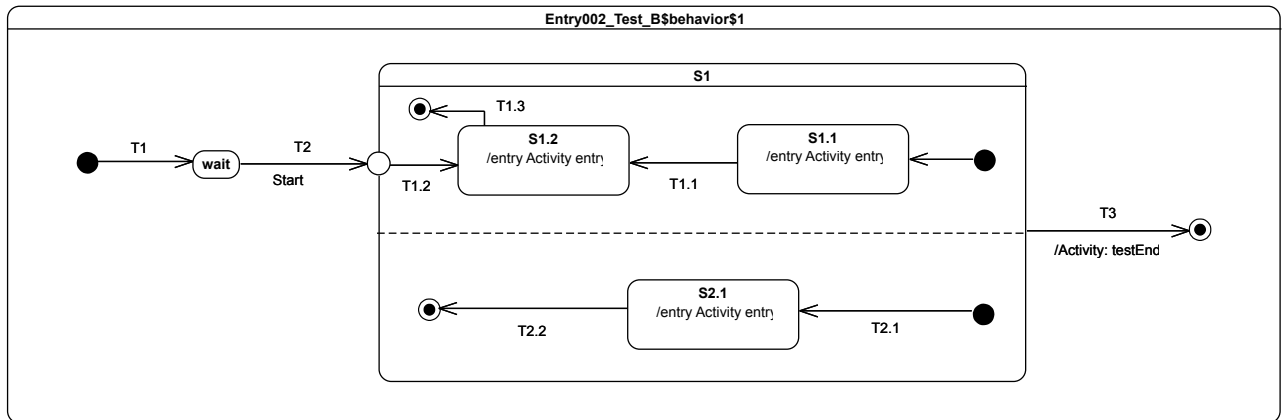 Entry002_Test_B$behavior$1
S1
T1.3
S1.2
/entry Activity entry
S1.1
/entry Activity entry
T1
wait
T2
Start
T1.2
T1.1
T3
/Activity: testEnd
S2.1
/entry Activity entry
T2.2
T2.1